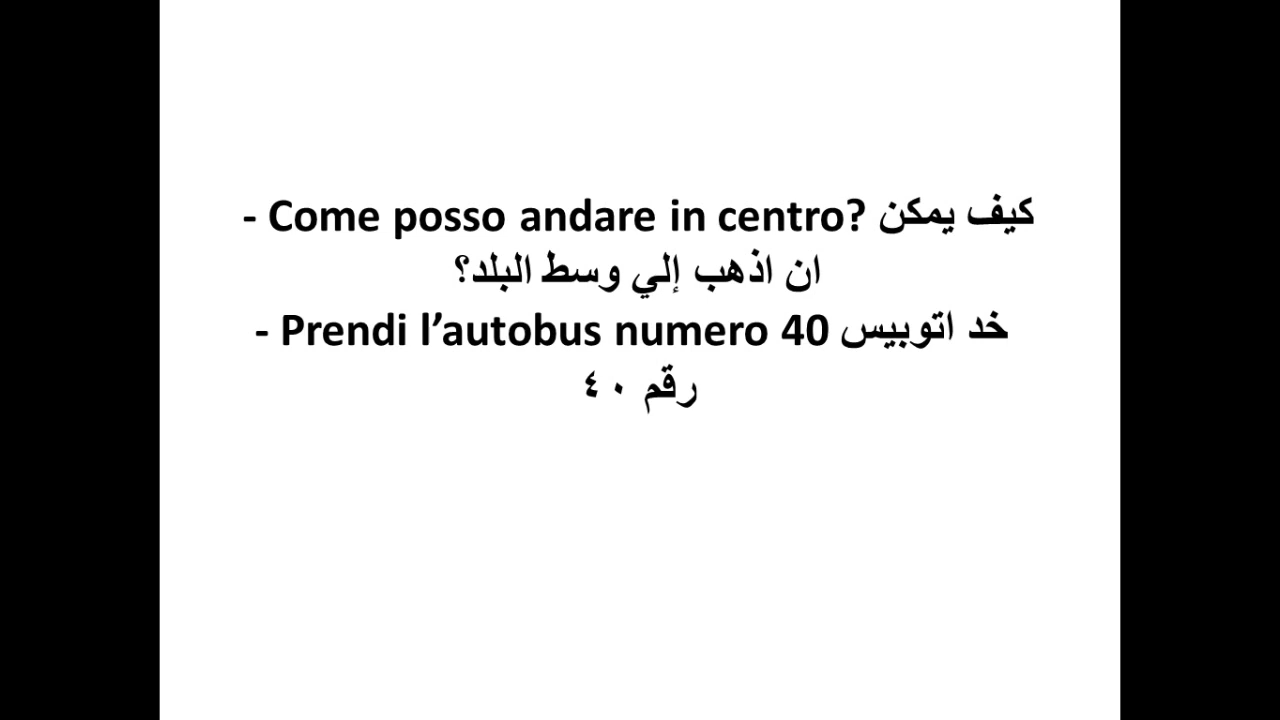 - Come posso andare in centro? كيف يمكن
ان اذهب إلي وسط البلد؟
- Prendi l’autobus numero 40 خد اتوبيس
رقم ٤٠